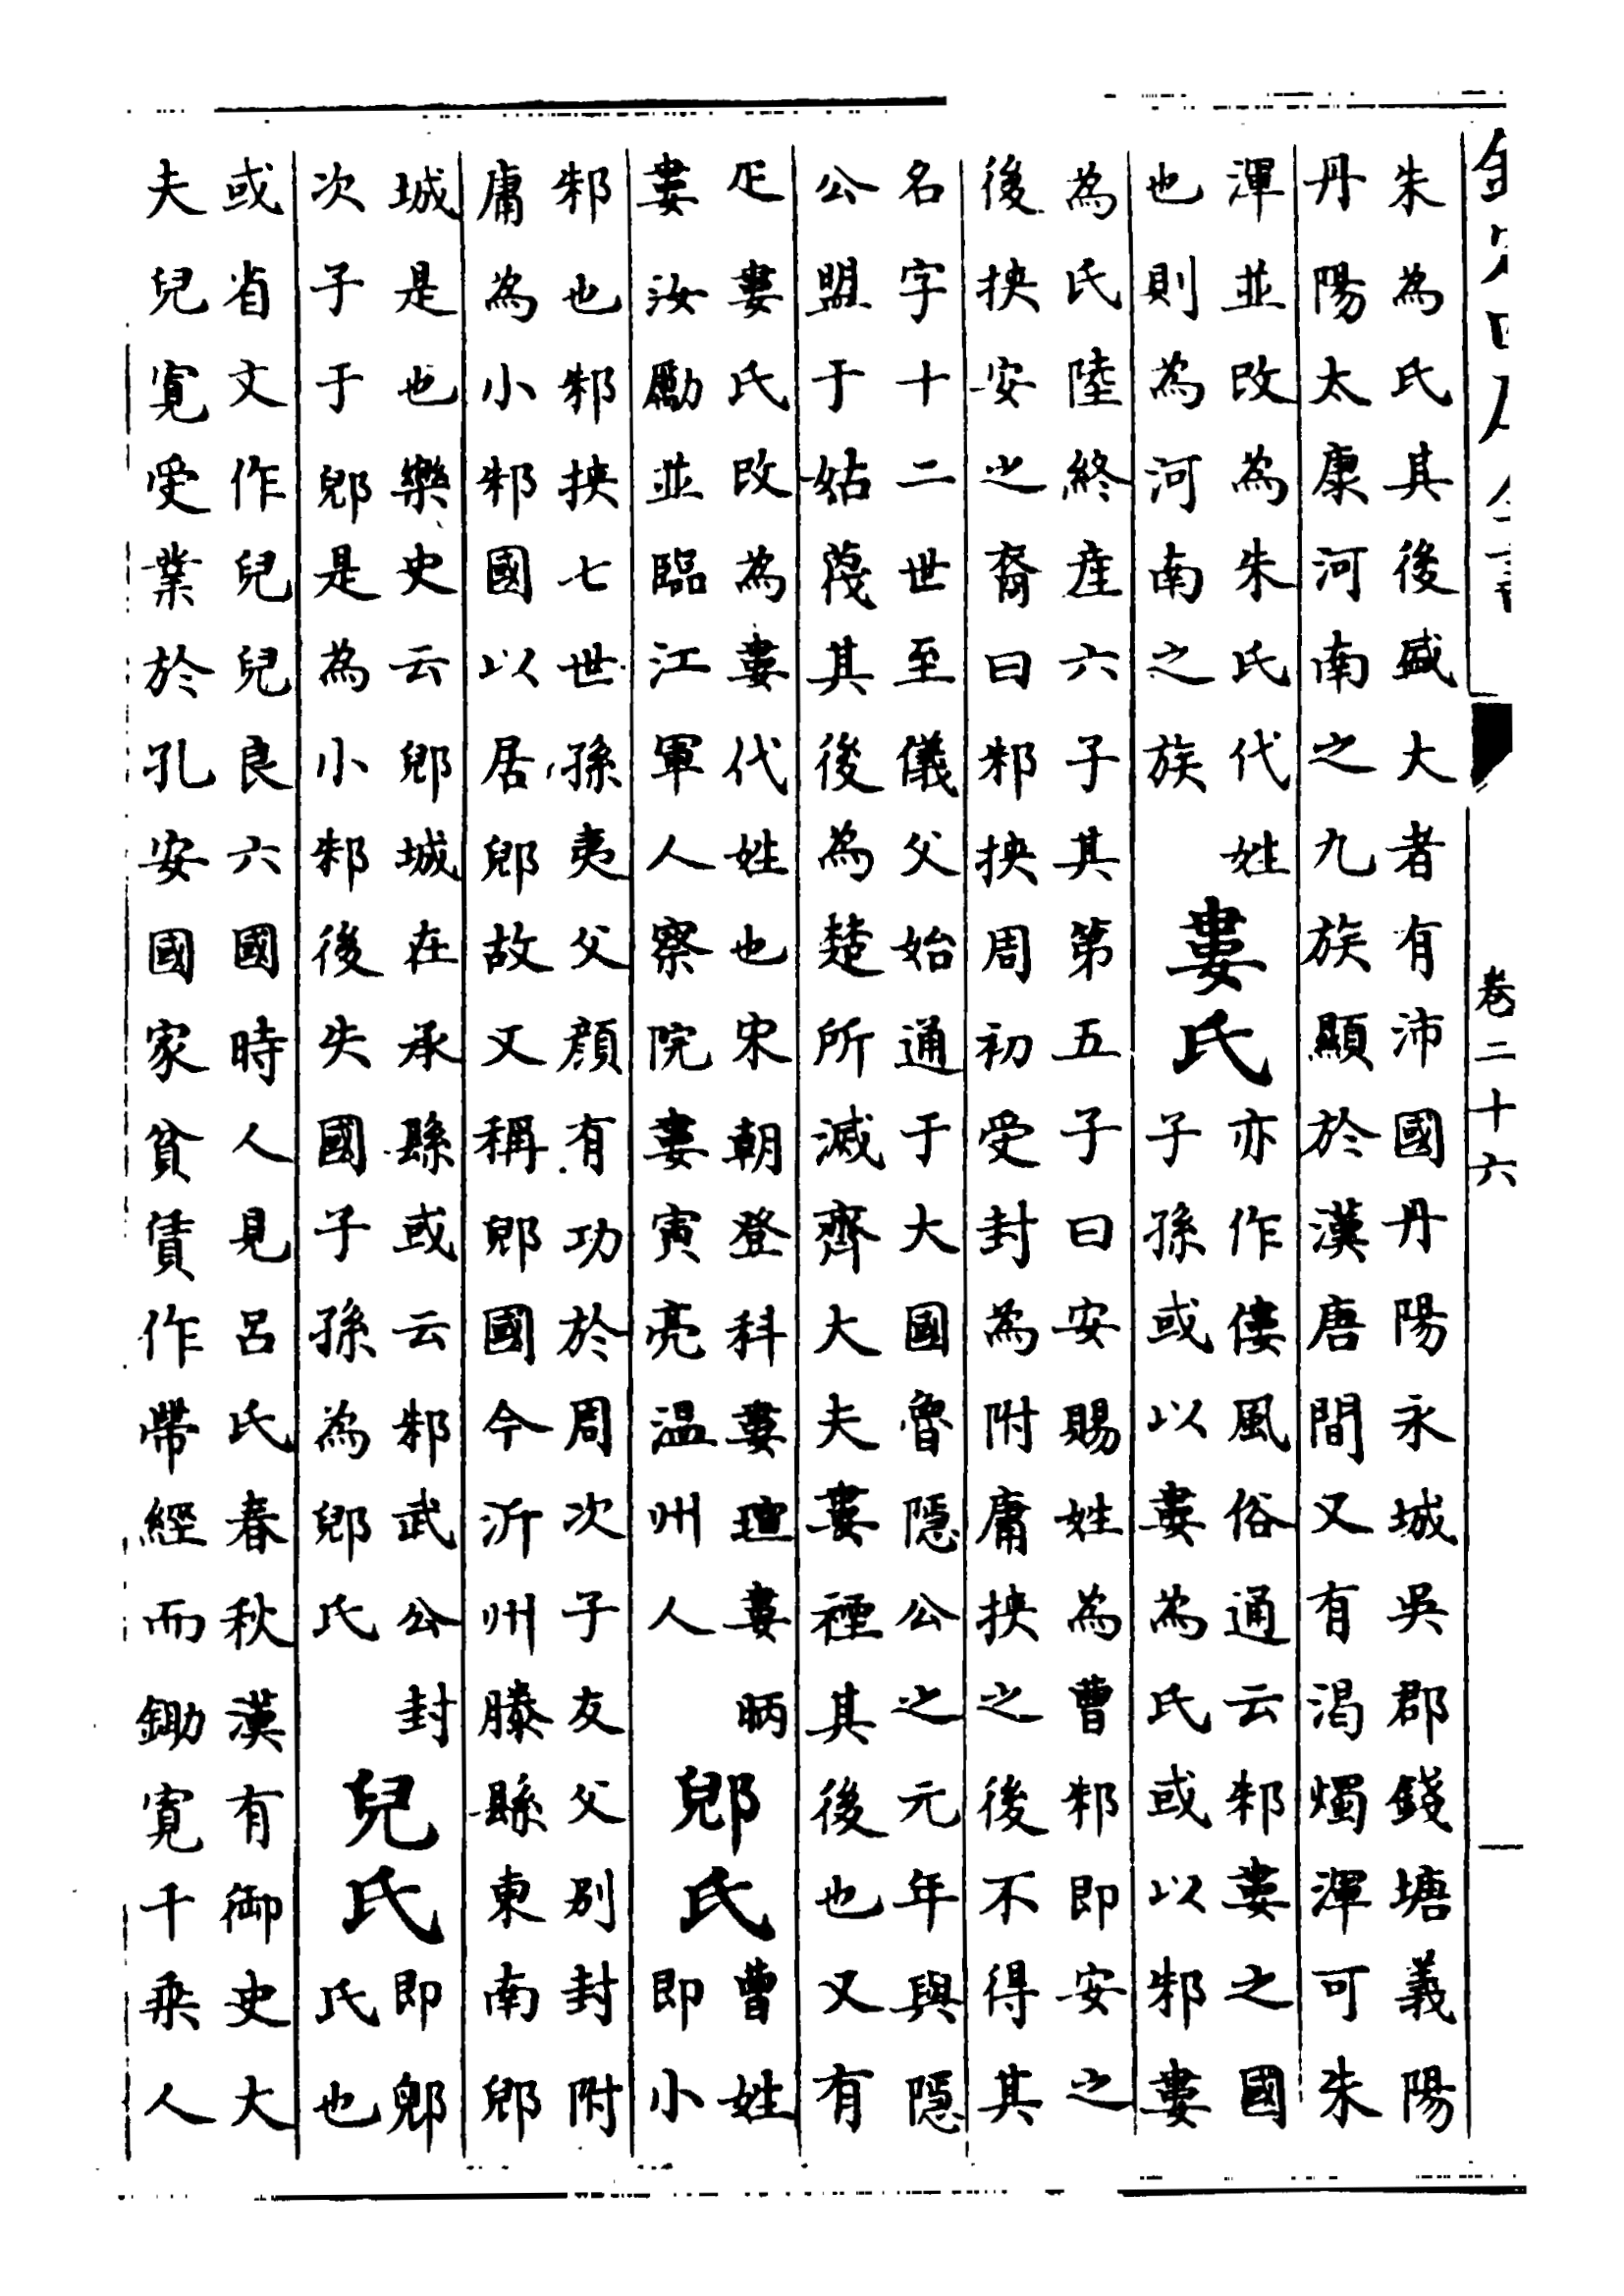 欽定四庫全書
卷二十六
一
朱為氏其後盛大者有沛國丹陽永城吳郡錢塘義陽
丹陽太康河南之九族顯於漢唐間又有渴燭渾可朱
渾並改為朱氏代姓
也則為河南之族
婁氏
亦作僂風俗通云邾婁之國
子孫或以婁為氏或以邾婁
為氏陸終産六子其第五子曰安賜姓為曹邾即安之
後挾安之裔曰邾挾周初受封為附庸挾之後不得其
名字十二世至儀父始通于大國魯隱公之元年與隱
公盟于姑蔑其後為楚所滅齊大夫婁禋其後也又有
疋婁氏改為婁代姓也宋朝登科婁瑄婁昞
婁汝勵並臨江軍人察院婁寅亮温州人
郳氏
曹姓
即小
邾也邾挾七世孫夷父顔有功於周次子友父别封附
庸為小邾國以居郳故又稱郳國今沂州滕縣東南郳
城是也樂史云郳城在承縣或云邾武公封
次子于郳是為小邾後失國子孫為郳氏
兒氏
即郳
氏也
或省文作兒兒良六國時人見呂氏春秋漢有御史大
夫兒寛受業於孔安國家貧賃作帶經而鋤寛千乘人